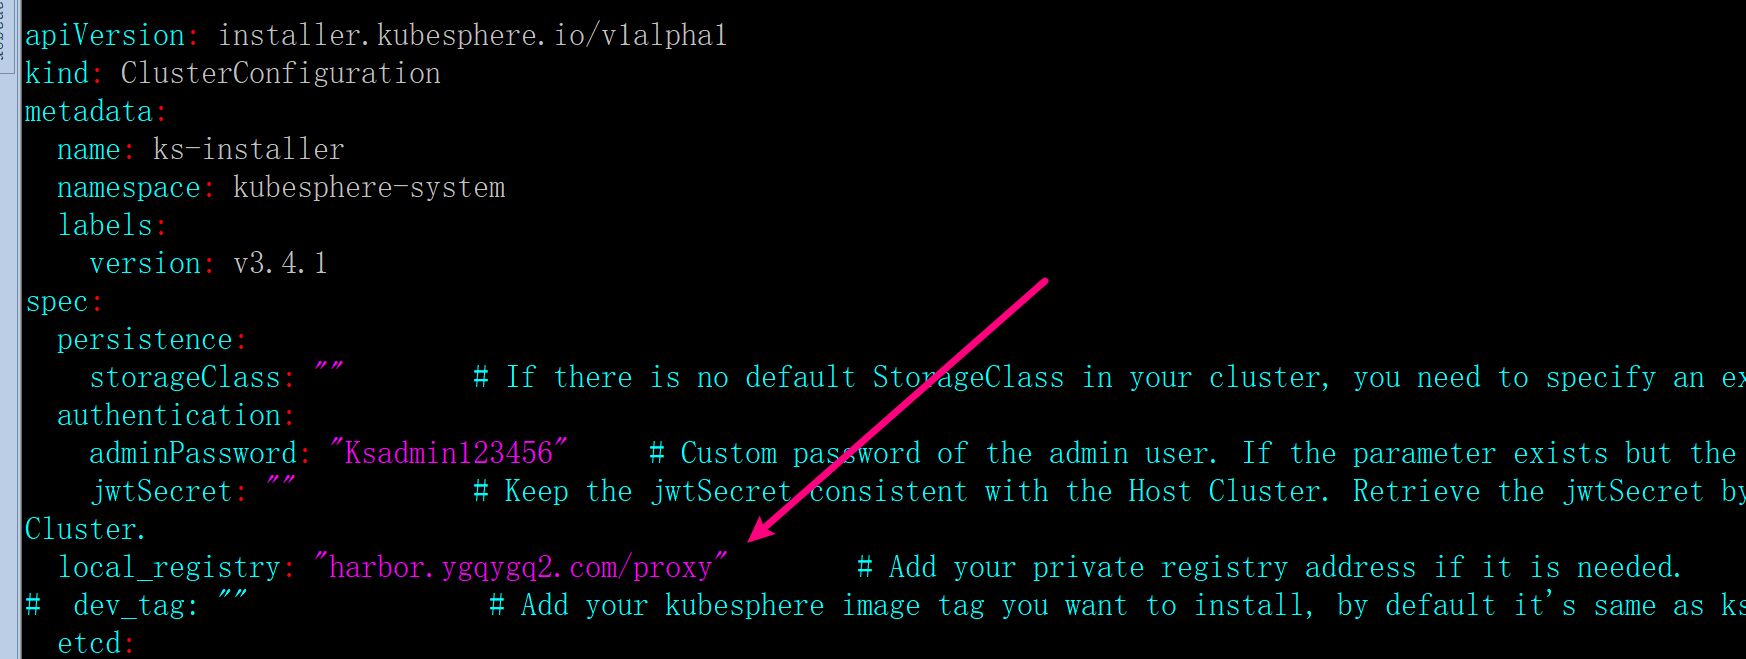 apiVersion: installer.kubesphere.io/v1alpha1
kind: ClusterConfiguration
metadata:
  name: ks-installer
  namespace: kubesphere-system
  labels:
    version: v3.4.1
spec:
  persistence:
    storageClass: ""        # If there is no default StorageClass in your cluster, you need to specify an ex
  authentication:
    adminPassword: "Ksadmin123456"     # Custom password of the admin user. If the parameter exists but the
    jwtSecret: ""           # Keep the jwtSecret consistent with the Host Cluster. Retrieve the jwtSecret by
Cluster.
  local_registry: "harbor.ygqygq2.com/proxy"        # Add your private registry address if it is needed.
#  dev_tag: ""               # Add your kubesphere image tag you want to install, by default it's same as ks
  etcd: